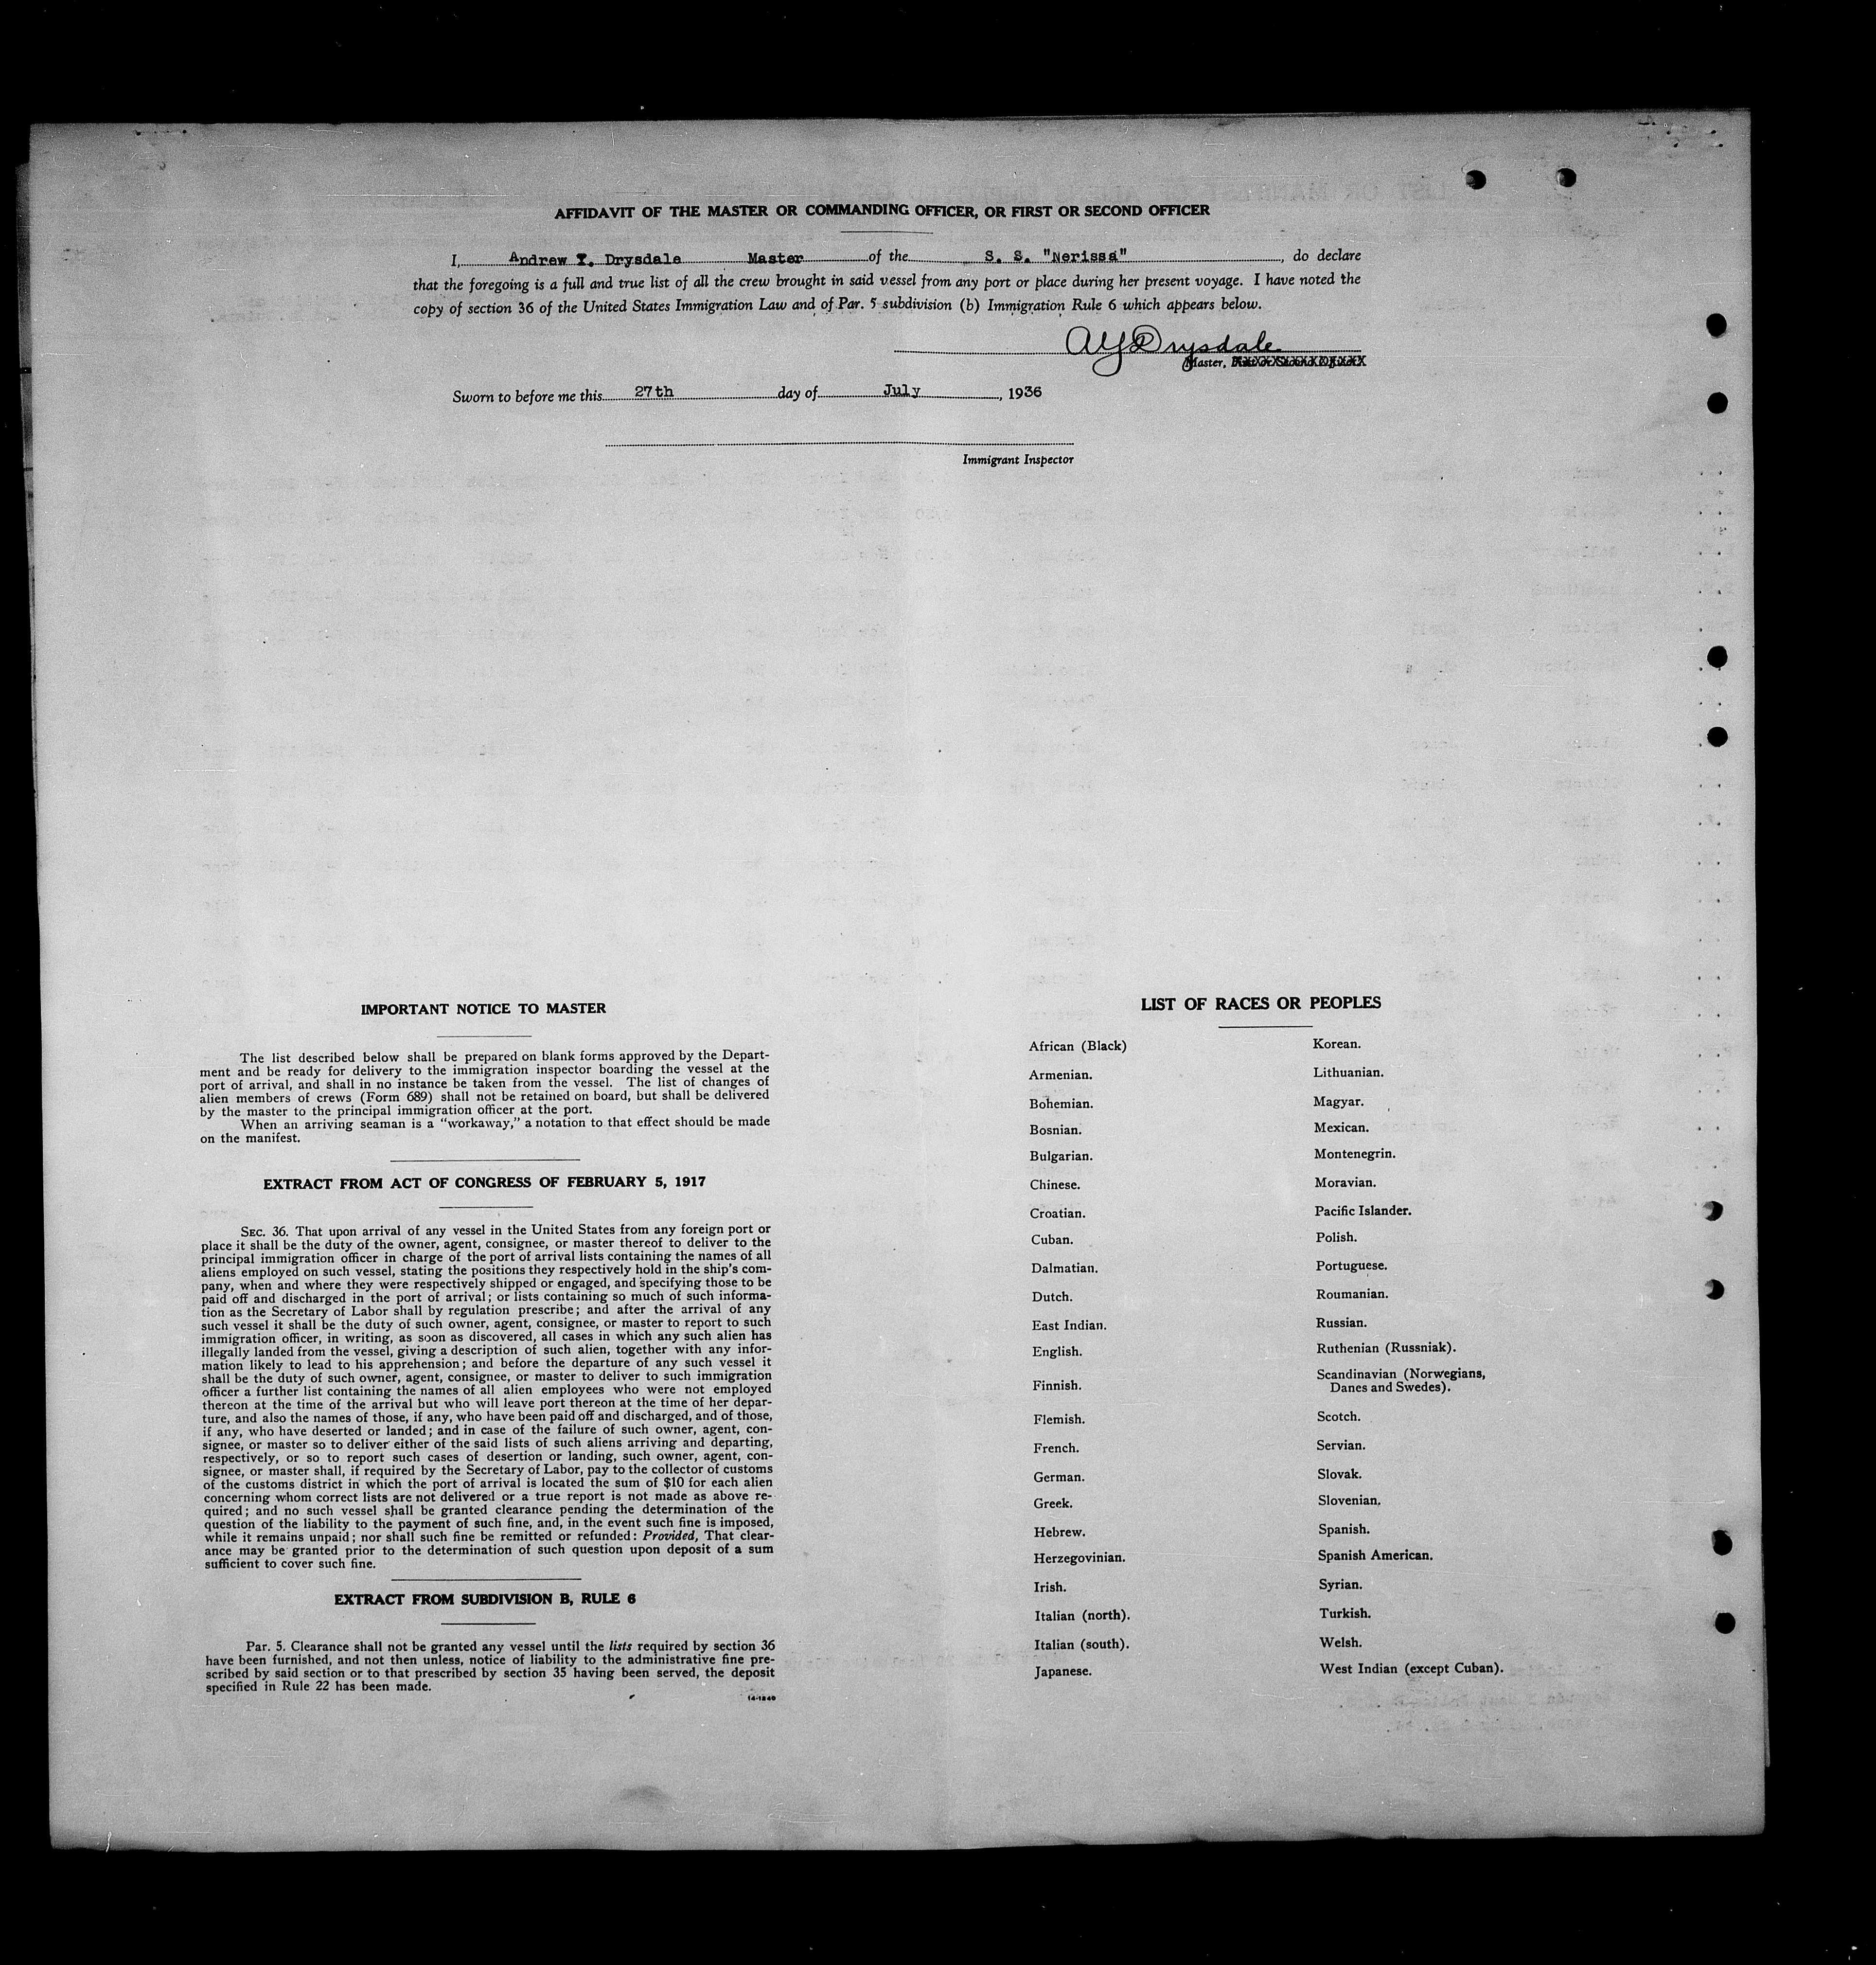 AFFIDAVIT OF THE MASTER OR COMMANDING OFFICER, OR FIRST OR SECOND OFFICER
I, Andrew Y. Drysdale Master of the S. S. "Nerissa", do declare
that the foregoing is a full and true list of all the crew brought in said vessel from any port or place during her present voyage. I have noted the
copy of section 36 of the United States Immigration Law and of Par. 5 subdivision (b) Immigration Rule 6 which appears below.
AY Drysdale
Master,
Sworn to before me this 27th day of July, 1936
Immigrant Inspector
IMPORTANT NOTICE TO MASTER
The list described below shall be prepared on blank forms approved by the Depart-
ment and be ready for delivery to the immigration inspector boarding the vessel at the
port of arrival, and shall in no instance be taken from the vessel. The list of changes of
alien members of crews (Form 689) shall not be retained on board, but shall be delivered
by the master to the principal immigration officer at the port.
When an arriving seaman is a "workaway," a notation to that effect should be made
on the manifest.
EXTRACT FROM ACT OF CONGRESS OF FEBRUARY 5, 1917
SEC. 36. That upon arrival of any vessel in the United States from any foreign port or
place it shall be the duty of the owner, agent, consignee, or master thereof to deliver to the
principal immigration officer in charge of the port of arrival lists containing the names of all
aliens employed on such vessel, stating the positions they respectively hold in the ship's com-
pany, when and where they were respectively shipped or engaged, and specifying those to be
paid off and discharged in the port of arrival; or lists containing so much of such informa-
tion as the Secretary of Labor shall by regulation prescribe; and after the arrival of any
such vessel it shall be the duty of such owner, agent, consignee, or master to report to such
immigration officer, in writing, as soon as discovered, all cases in which any such alien has
illegally landed from the vessel, giving a description of such alien, together with any infor-
mation likely to lead to his apprehension; and before the departure of any such vessel it
shall be the duty of such owner, agent, consignee, or master to deliver to such immigration
officer a further list containing the names of all alien employees who were not employed
thereon at the time of the arrival but who will leave port thereon at the time of her depar-
ture, and also the names of those, if any, who have been paid off and discharged, and of those,
if any, who have deserted or landed; and in case of the failure of such owner, agent, con-
signee, or master so to deliver either of the said lists of such aliens arriving and departing,
respectively, or so to report such cases of desertion or landing, such owner, agent, con-
signee, or master shall, if required by the Secretary of Labor, pay to the collector of customs
of the customs district in which the port of arrival is located the sum of $10 for each alien
concerning whom correct lists are not delivered or a true report is not made as above re-
quired; and no such vessel shall be granted clearance pending the determination of the
question of the liability to the payment of such fine, and, in the event such fine is imposed,
while it remains unpaid; nor shall such fine be remitted or refunded: Provided, That clear-
ance may be granted prior to the determination of such question upon deposit of a sum
sufficient to cover such fine.
EXTRACT FROM SUBDIVISION B, RULE 6
Par. 5. Clearance shall not be granted any vessel until the lists required by section 36
have been furnished, and not then unless, notice of liability to the administrative fine pre-
scribed by said section or to that prescribed by section 35 having been served, the deposit
specified in Rule 22 has been made.
14-1240
LIST OF RACES OR PEOPLES
African (Black)
Armenian.
Bohemian.
Bosnian.
Bulgarian.
Chinese.
Croatian.
Cuban.
Dalmatian.
Dutch.
East Indian.
English.
Finnish.
Flemish.
French.
German.
Greek.
Hebrew.
Herzegovinian.
Irish.
Italian (north).
Italian (south).
Japanese.
Korean.
Lithuanian.
Magyar.
Mexican.
Montenegrin.
Moravian.
Pacific Islander.
Polish.
Portuguese.
Roumanian.
Russian.
Ruthenian (Russniak).
Scandinavian (Norwegians,
Danes and Swedes).
Scotch.
Servian.
Slovak.
Slovenian.
Spanish.
Spanish American.
Syrian.
Turkish.
Welsh.
West Indian (except Cuban).